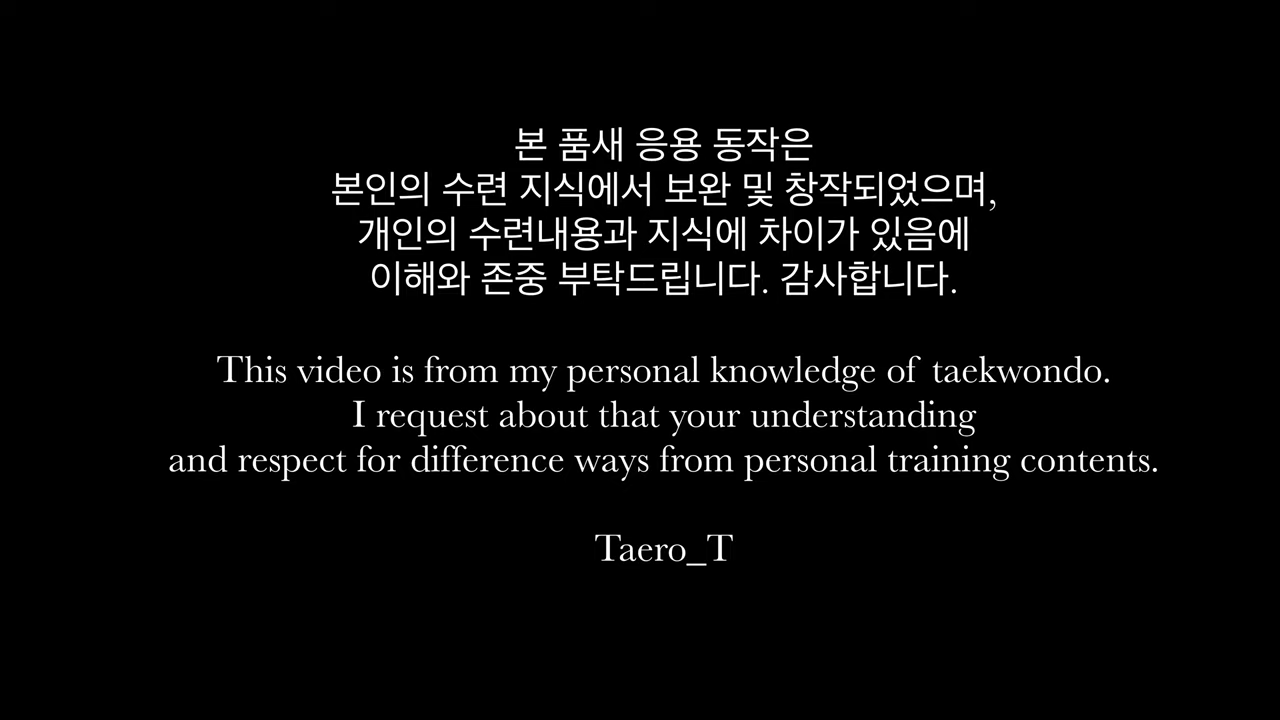 본 품새 응용 동작은
본인의 수련 지식에서 보완 및 창작되었으며,
개인의 수련내용과 지식에 차이가 있음에
이해와 존중 부탁드립니다. 감사합니다.
This video is from my personal knowledge of taekwondo.
I request about that your understanding
and respect for difference ways from personal training contents.
Taero_T